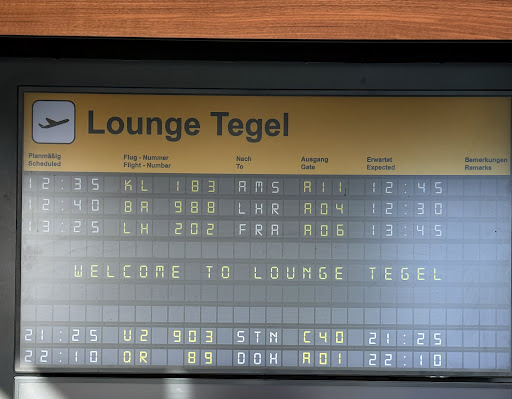 Lounge Tegel
Planmäßig Flug - Nummer Nach Ausgang Erwartet Bemerkungen
Scheduled Flight - Number To Gate Expected Remarks
12:35 KL 183 AMS A11 12:45
12:40 BA 988 LHR A04 12:30
13:25 LH 202 FRA A06 13:45
WELCOME TO LOUNGE TEGEL
21:25 U2 903 STN C40 21:25
22:10 QR 89 DOH A01 22:10